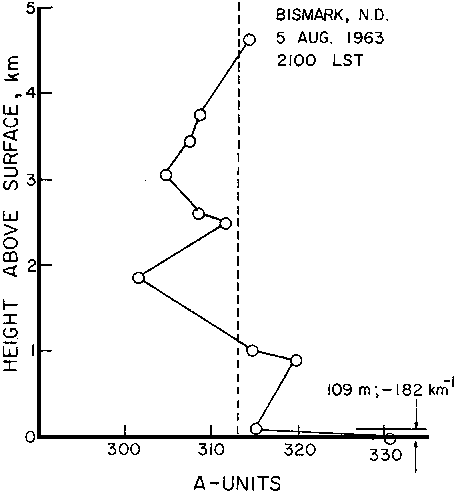 BISMARK, N.D.
5 AUG. 1963
2100 LST
HEIGHT ABOVE SURFACE, km
5
4
3
2
1
0
109 m; -182 km⁻¹
300
310
320
330
A-UNITS